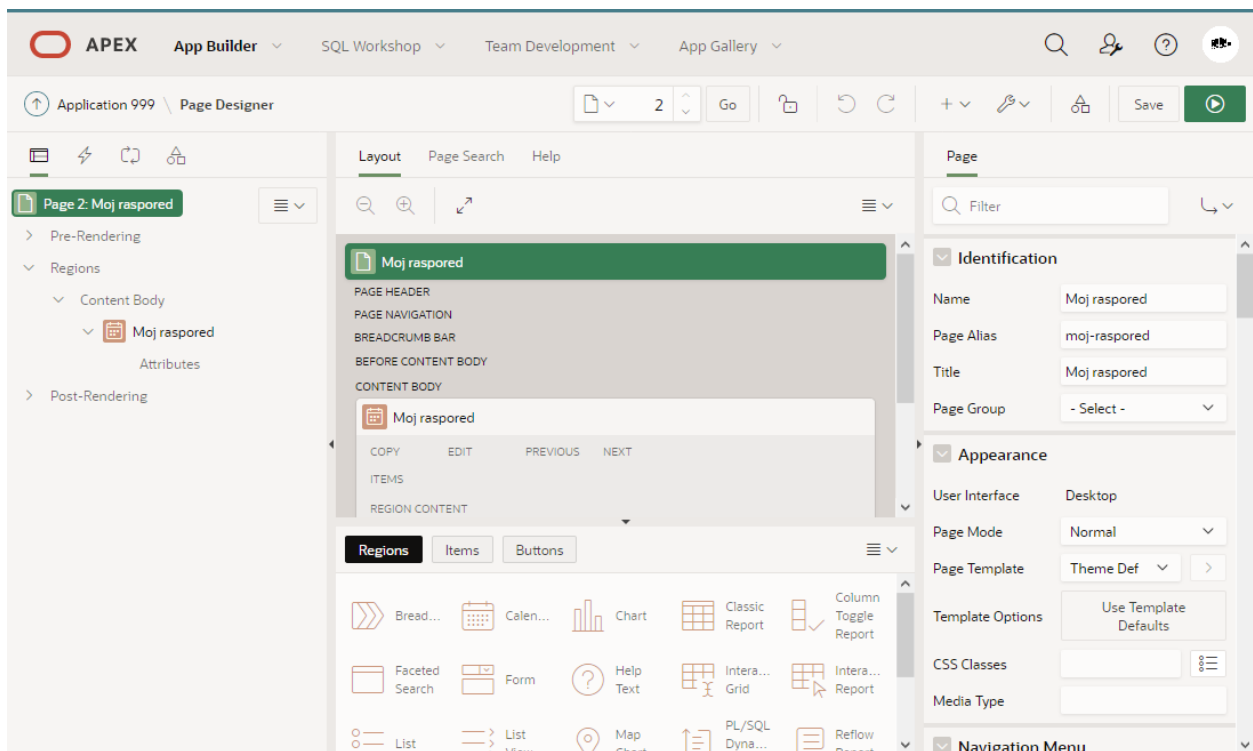 APEX App Builder SQL Workshop Team Development App Gallery
Application 999 \ Page Designer 2 Go Save
Layout Page Search Help
Page
Page 2: Moj raspored
Pre-Rendering
Regions
Content Body
Moj raspored
Attributes
Post-Rendering
Moj raspored
PAGE HEADER
PAGE NAVIGATION
BREADCRUMB BAR
BEFORE CONTENT BODY
CONTENT BODY
Moj raspored
COPY EDIT PREVIOUS NEXT
ITEMS
REGION CONTENT
Regions Items Buttons
Bread...
Calen...
Chart
Classic
Report
Column
Toggle
Report
Faceted
Search
Form
Help
Text
Intera...
Grid
Intera...
Report
List
List
View
Map
Chart
PL/SQL
Dyna...
Reflow
Report
Filter
Identification
Name Moj raspored
Page Alias moj-raspored
Title Moj raspored
Page Group - Select -
Appearance
User Interface Desktop
Page Mode Normal
Page Template Theme Def
Template Options Use Template
Defaults
CSS Classes
Media Type
Navigation Menu